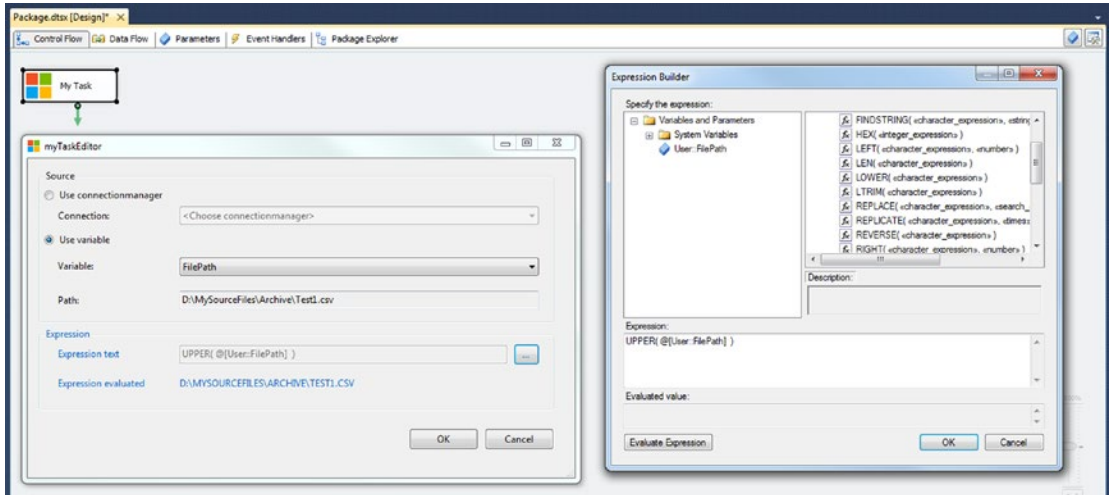 Package.dtsx [Design]* X
Control Flow Data Flow Parameters Event Handlers Package Explorer
My Task
myTaskEditor
Source
Use connectionmanager
Connection: <Choose connectionmanager>
Use variable
Variable: FilePath
Path: D:\MySourceFiles\Archive\Test1.csv
Expression
Expression text UPPER( @[User::FilePath] ) ...
Expression evaluated D:\MYSOURCEFILES\ARCHIVE\TEST1.CSV
OK Cancel
Expression Builder
Specify the expression:
Variables and Parameters
System Variables
User::FilePath
FINDSTRING( «character_expression», «string
HEX( «integer_expression» )
LEFT( «character_expression», «number» )
LEN( «character_expression» )
LOWER( «character_expression» )
LTRIM( «character_expression» )
REPLACE( «character_expression», «search_
REPLICATE( «character_expression», «times»
REVERSE( «character_expression» )
RIGHT( «character_expression», «number» )
Description:
Expression:
UPPER( @[User::FilePath] )
Evaluated value:
Evaluate Expression OK Cancel